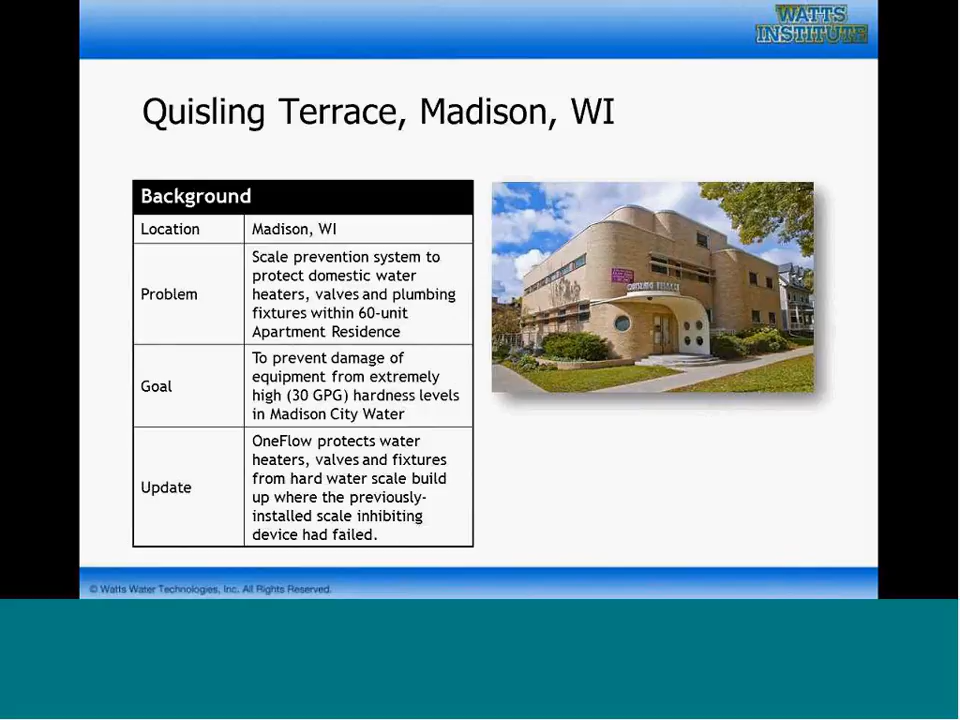 WATTS
INSTITUTE
Quisling Terrace, Madison, WI
Background
Location
Madison, WI
Problem
Scale prevention system to
protect domestic water
heaters, valves and plumbing
fixtures within 60-unit
Apartment Residence
Goal
To prevent damage of
equipment from extremely
high (30 GPG) hardness levels
in Madison City Water
Update
OneFlow protects water
heaters, valves and fixtures
from hard water scale build
up where the previously-
installed scale inhibiting
device had failed.
QUISLING TERRACE
© Watts Water Technologies, Inc. All Rights Reserved.